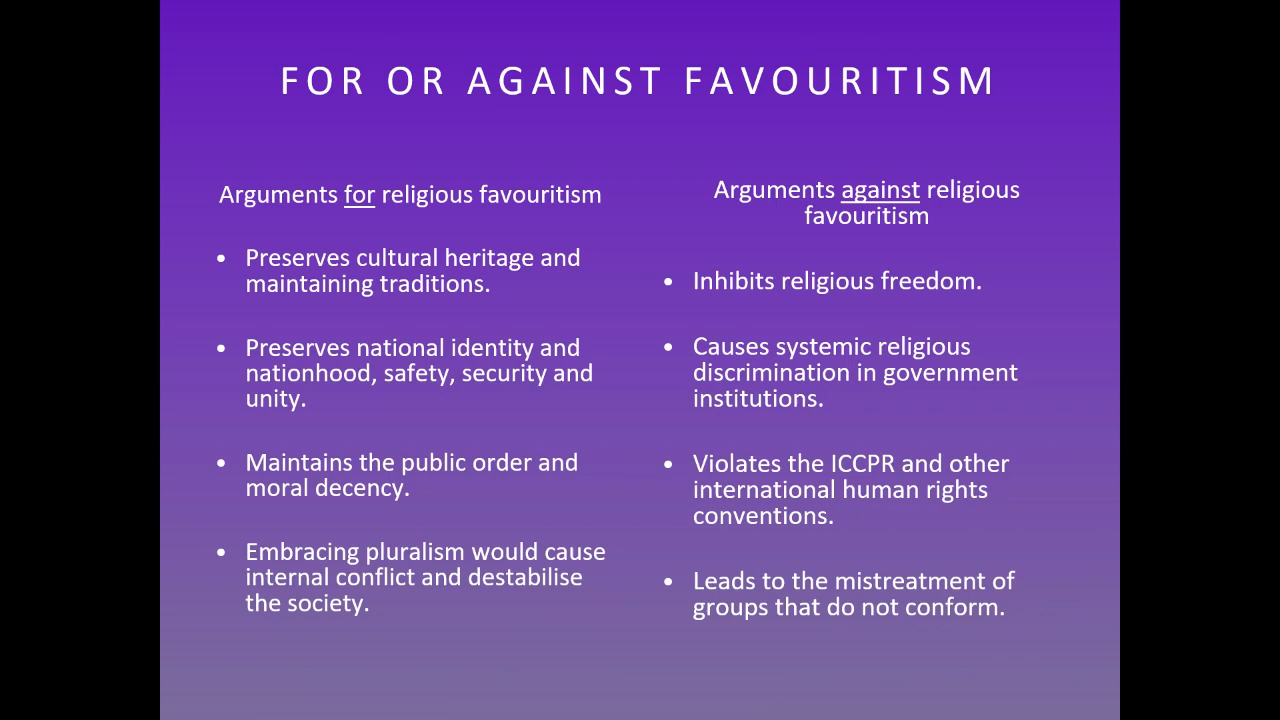 FOR OR AGAINST FAVOURITISM
Arguments for religious favouritism
• Preserves cultural heritage and
maintaining traditions.
• Preserves national identity and
nationhood, safety, security and
unity.
• Maintains the public order and
moral decency.
• Embracing pluralism would cause
internal conflict and destabilise
the society.
Arguments against religious
favouritism
• Inhibits religious freedom.
• Causes systemic religious
discrimination in government
institutions.
• Violates the ICCPR and other
international human rights
conventions.
• Leads to the mistreatment of
groups that do not conform.